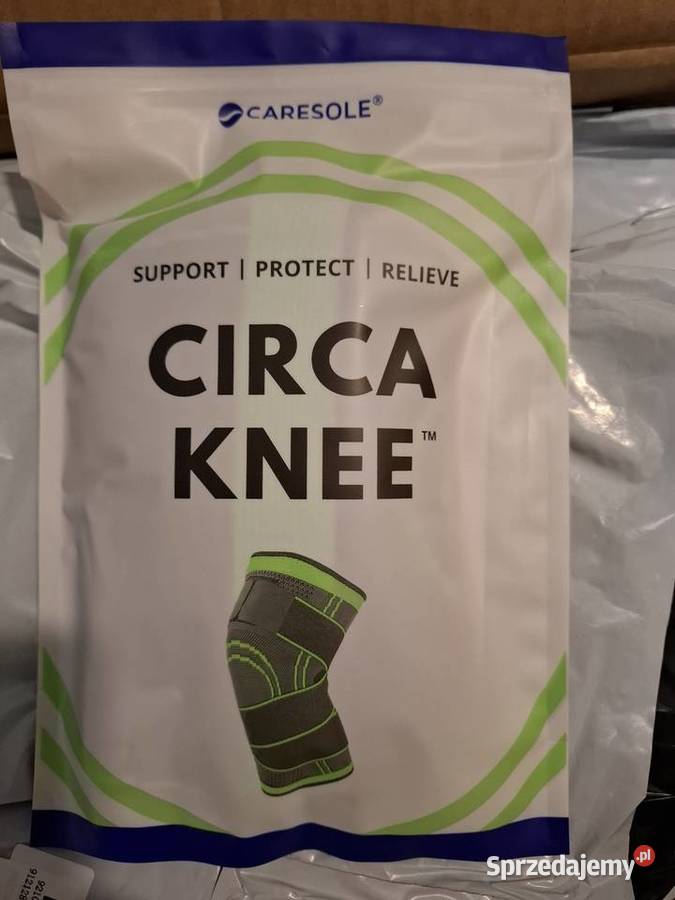 CARESOLE®
SUPPORT | PROTECT | RELIEVE
CIRCA
KNEE™
Sprzedajemy.pl